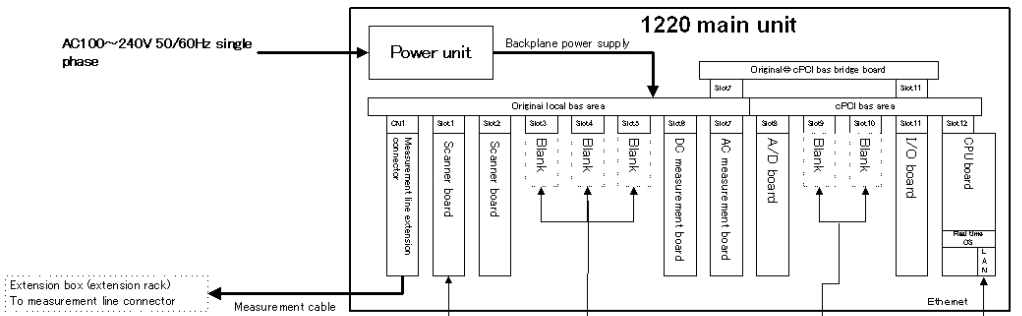 1220 main unit
AC100～240V 50/60Hz single
phase
Power unit
Backplane power supply
Original⇔cPCI bas bridge board
Slot7
Slot11
Original local bas area
cPCI bas area
CN1
Slot1
Slot2
Slot3
Slot4
Slot5
Slot6
Slot7
Slot8
Slot9
Slot10
Slot11
Slot12
Measurement line extension
connector
Scanner board
Scanner board
Blank
Blank
Blank
DC measurement board
AC measurement board
A/D board
Blank
Blank
I/O board
CPU board
Real time
OS
LAN
Extension box (extension rack)
To measurement line connector
Measurement cable
Ethernet